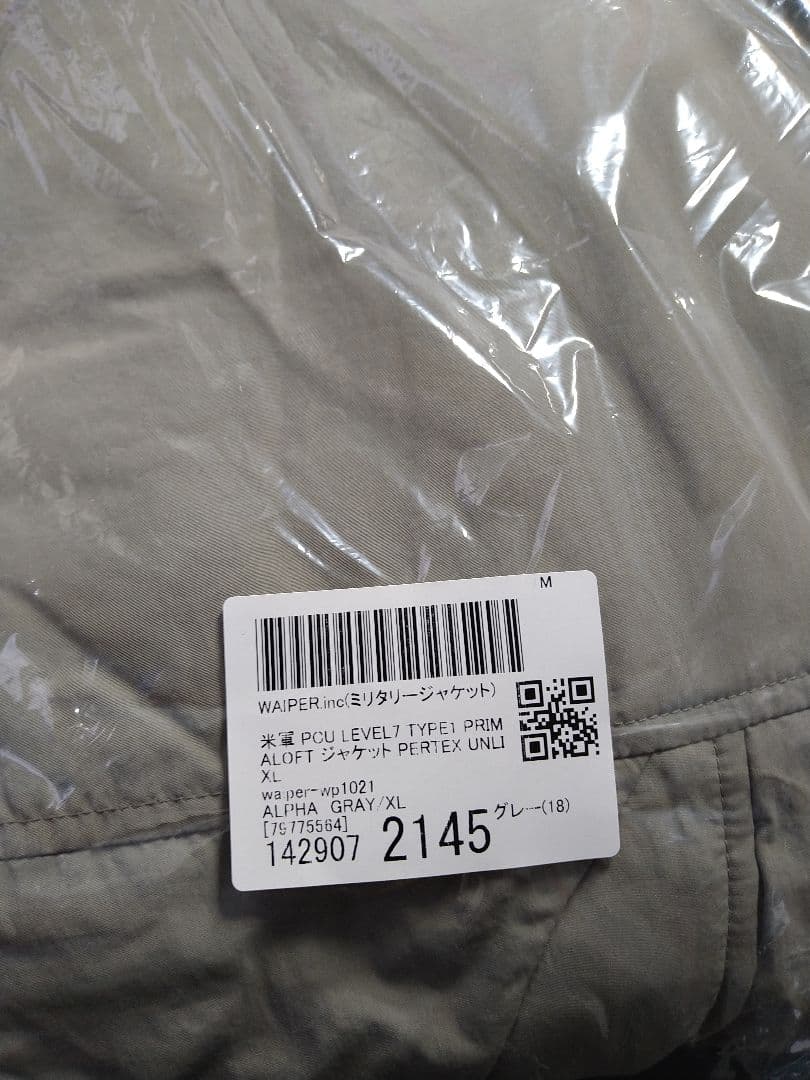 M
WAIPER.inc(ミリタリージャケット)
米軍 PCU LEVEL7 TYPE1 PRIM
ALOFT ジャケット PERTEX UNLI
XL
waiper-wp1021
ALPHA GRAY/XL
[79775564]
グレー(18)
142907 2145